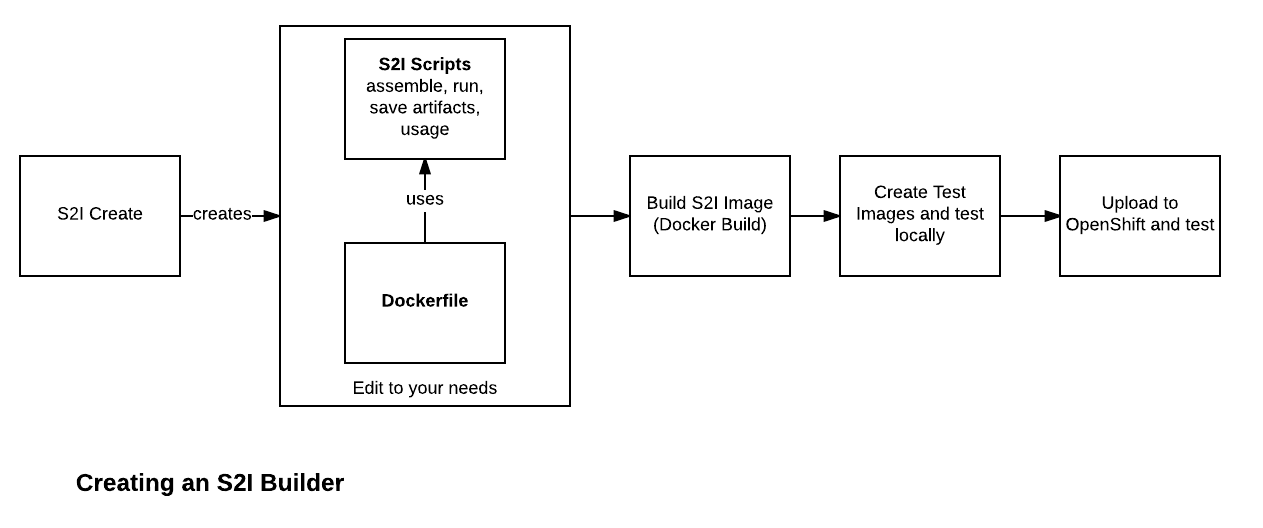 S2I Create
creates
S2I Scripts
assemble, run,
save artifacts,
usage
uses
Dockerfile
Edit to your needs
Build S2I Image
(Docker Build)
Create Test
Images and test
locally
Upload to
OpenShift and test
Creating an S2I Builder